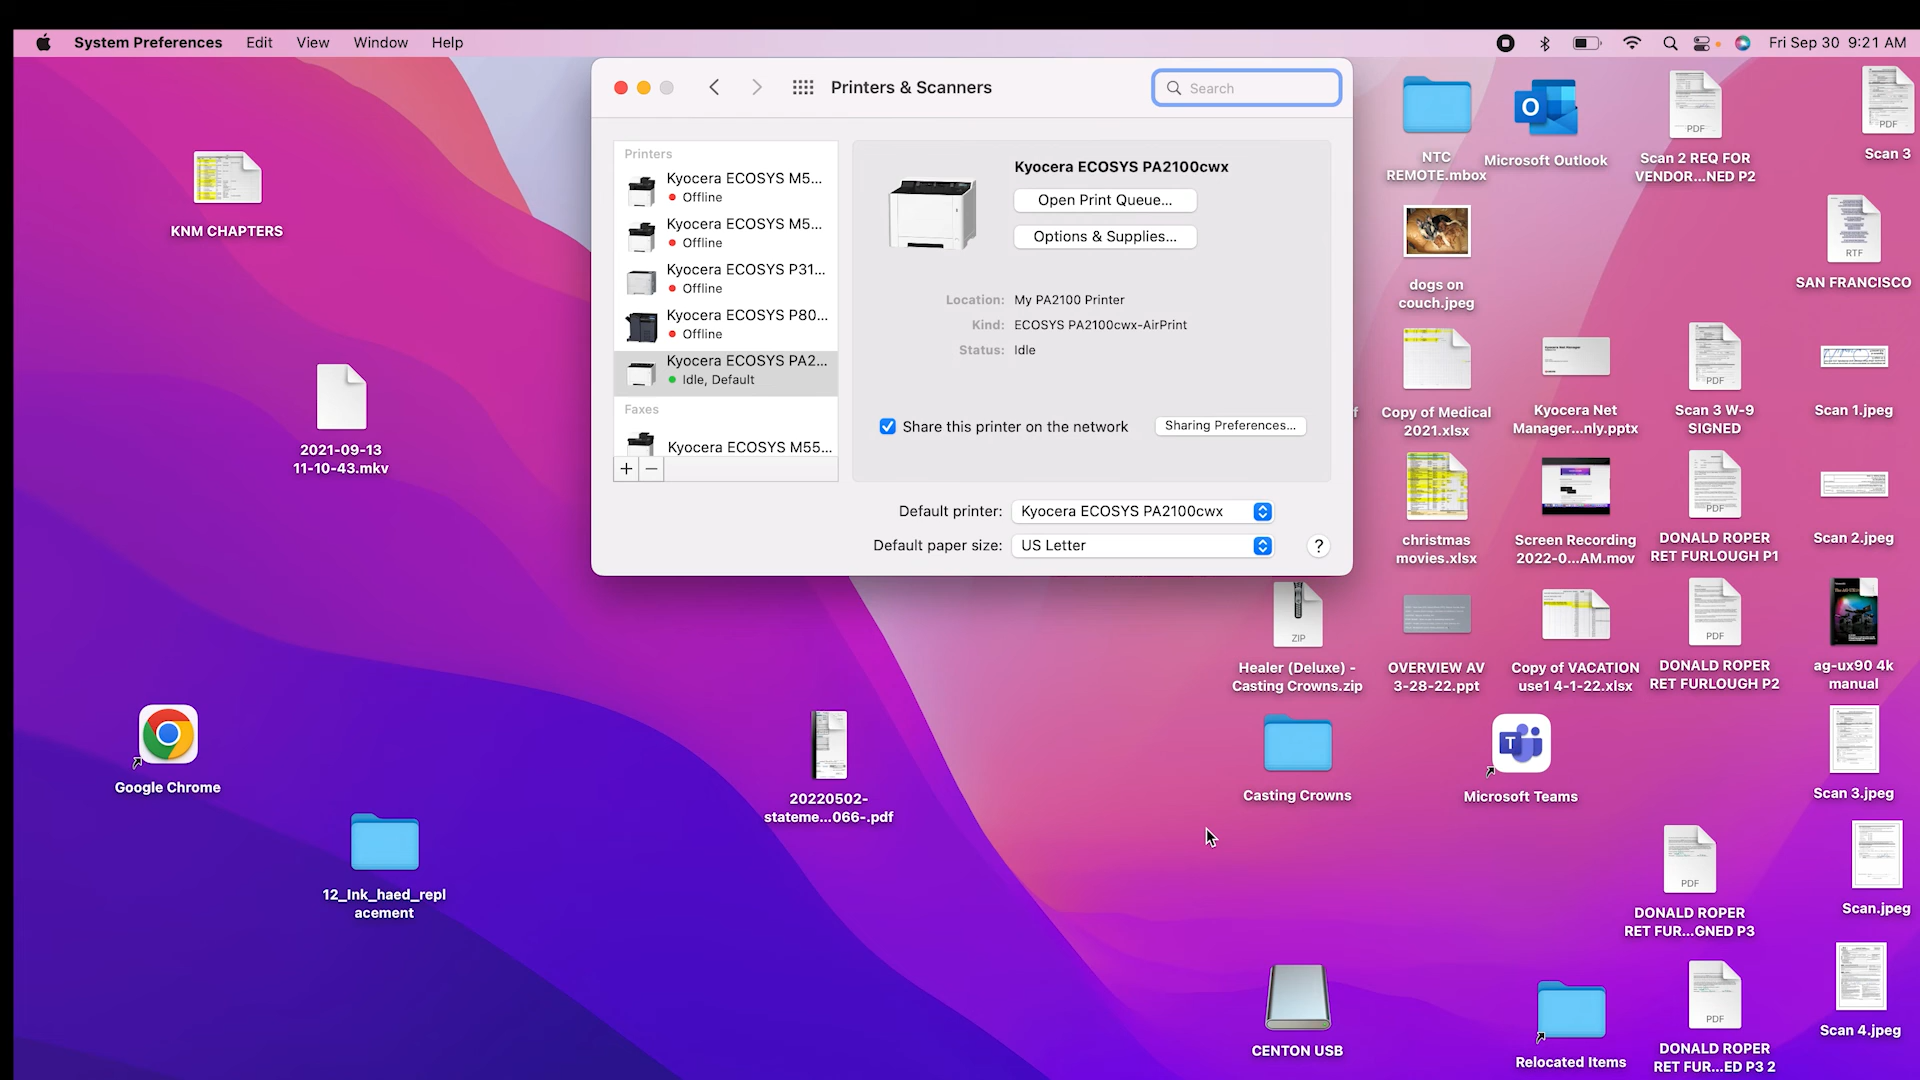 System Preferences Edit View Window Help
Fri Sep 30 9:21 AM
Printers & Scanners
Search
Printers
Kyocera ECOSYS M5...
Offline
Kyocera ECOSYS M5...
Offline
Kyocera ECOSYS P31...
Offline
Kyocera ECOSYS P80...
Offline
Kyocera ECOSYS PA2...
Idle, Default
Faxes
Kyocera ECOSYS M55...
+ −
Kyocera ECOSYS PA2100cwx
Open Print Queue...
Options & Supplies...
Location: My PA2100 Printer
Kind: ECOSYS PA2100cwx-AirPrint
Status: Idle
Share this printer on the network
Sharing Preferences...
Default printer: Kyocera ECOSYS PA2100cwx
Default paper size: US Letter
?
KNM CHAPTERS
2021-09-13
11-10-43.mkv
Google Chrome
12_Ink_haed_repl
acement
20220502-
stateme...066-.pdf
NTC
REMOTE.mbox
O
Microsoft Outlook
PDF
Scan 2 REQ FOR
VENDOR...NED P2
PDF
Scan 3
dogs on
couch.jpeg
RTF
SAN FRANCISCO
f
Copy of Medical
2021.xlsx
Kyocera Net
Manager...nly.pptx
PDF
Scan 3 W-9
SIGNED
Scan 1.jpeg
christmas
movies.xlsx
Screen Recording
2022-0...AM.mov
PDF
DONALD ROPER
RET FURLOUGH P1
Scan 2.jpeg
ZIP
Healer (Deluxe) -
Casting Crowns.zip
OVERVIEW AV
3-28-22.ppt
Copy of VACATION
use1 4-1-22.xlsx
PDF
DONALD ROPER
RET FURLOUGH P2
ag-ux90 4k
manual
Casting Crowns
T
Microsoft Teams
Scan 3.jpeg
PDF
DONALD ROPER
RET FUR...GNED P3
Scan.jpeg
CENTON USB
Relocated Items
PDF
DONALD ROPER
RET FUR...ED P3 2
Scan 4.jpeg